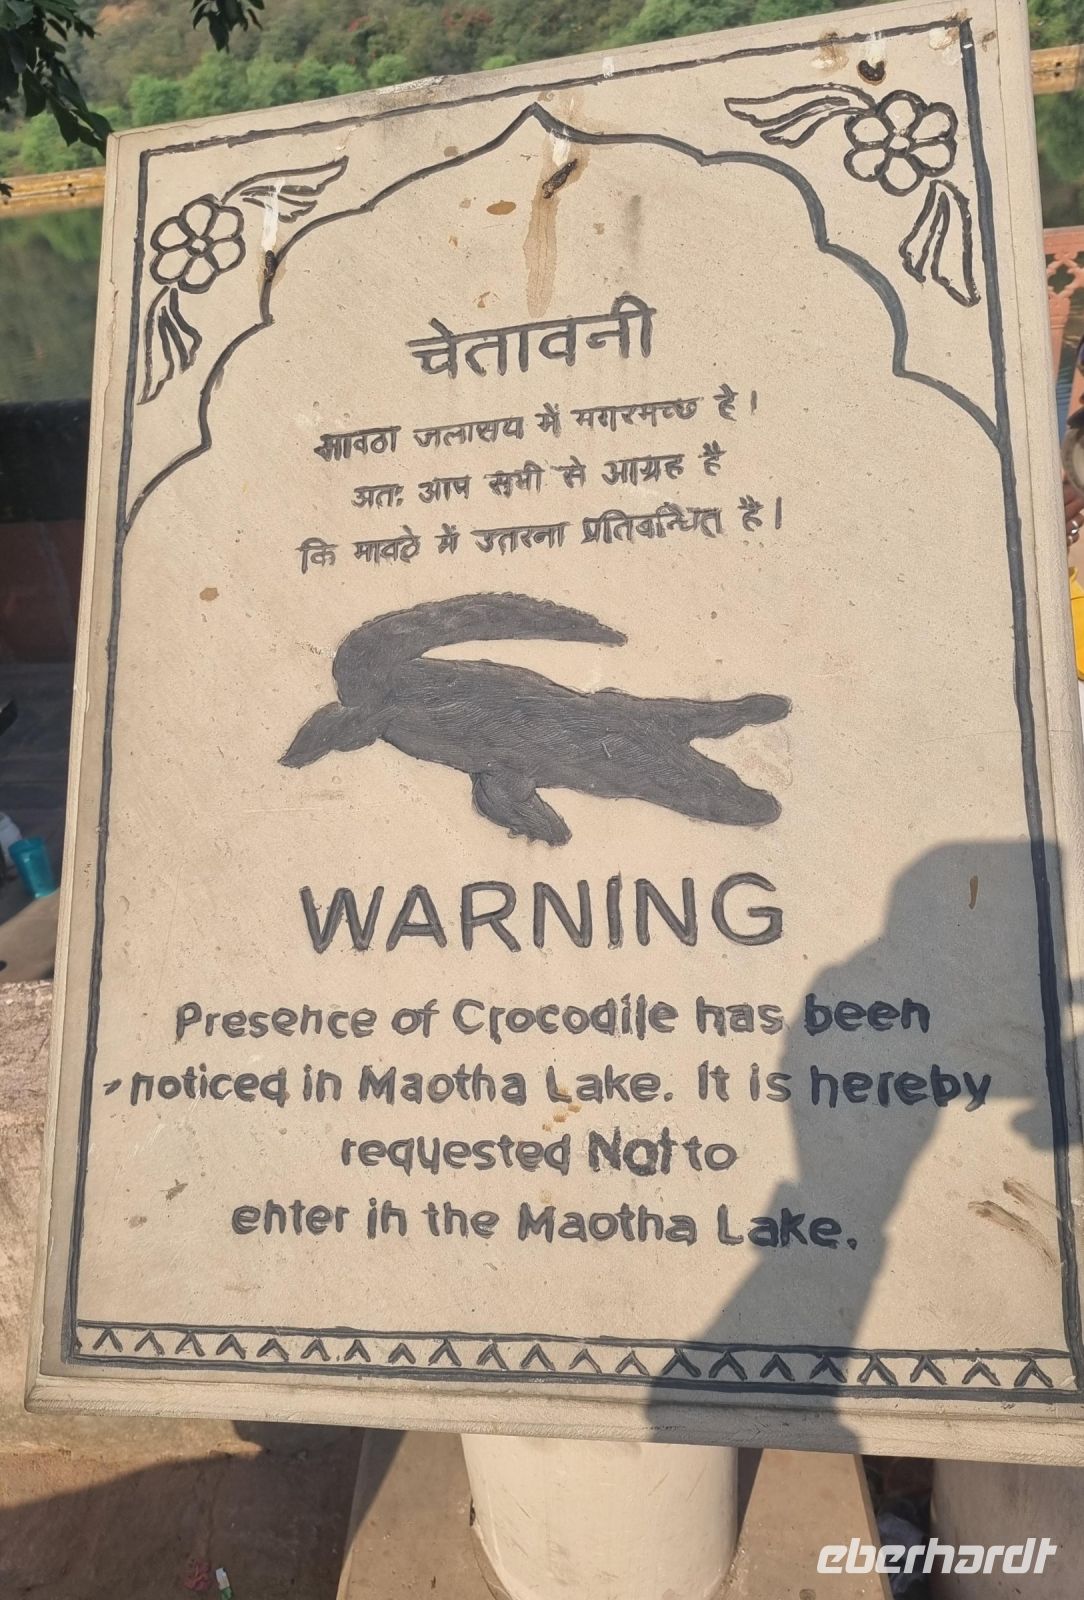 चेतावनी
मावठा जलासय में मगरमच्छ है।
अतः आप सभी से आग्रह है
कि मावठे में उतरना प्रतिबन्धित है।
WARNING
Presence of Crocodile has been
noticed in Maotha Lake. It is hereby
requested Not to
enter in the Maotha Lake.
eberhardt